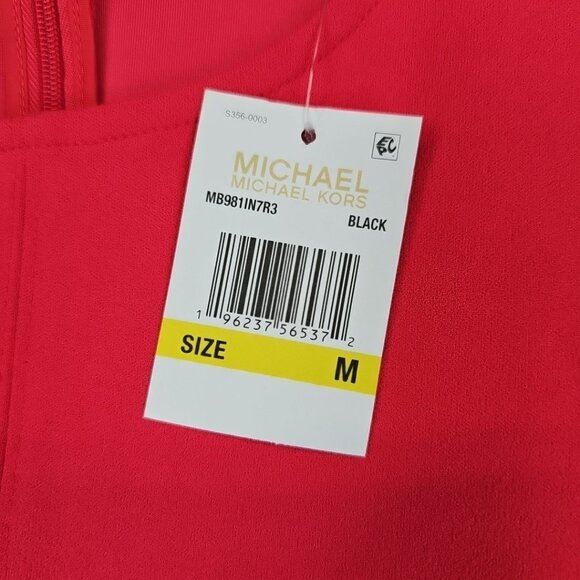 S356-0003
MICHAEL
MICHAEL KORS
MB981IN7R3
BLACK
1 96237 56537 2
SIZE M